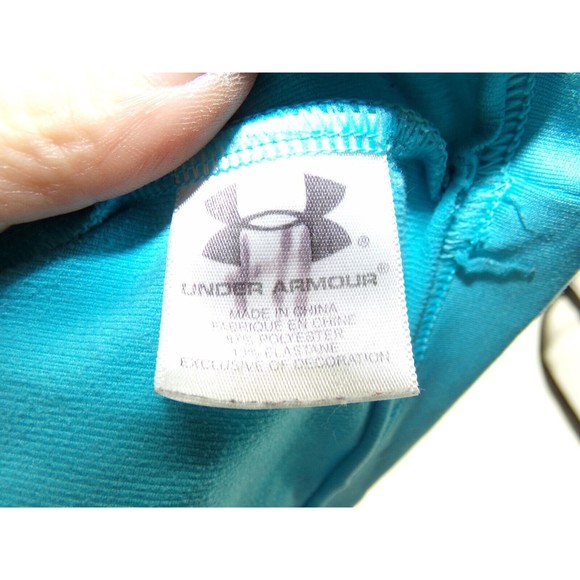 UNDER ARMOUR®
MADE IN CHINA
FABRIQUE EN CHINE
87% POLYESTER
13% ELASTANE
EXCLUSIVE OF DECORATION